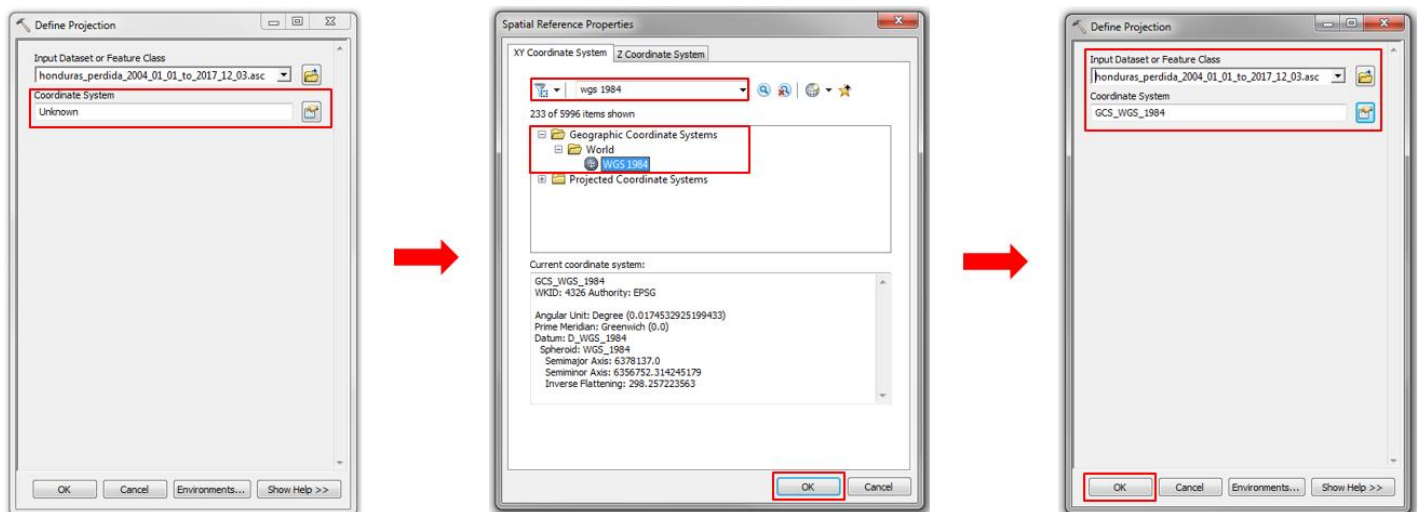 Define Projection
Input Dataset or Feature Class
honduras_perdida_2004_01_01_to_2017_12_03.asc
Coordinate System
Unknown
OK Cancel Environments... Show Help >>
Spatial Reference Properties
XY Coordinate System Z Coordinate System
wgs 1984
233 of 5996 items shown
Geographic Coordinate Systems
World
WGS 1984
Projected Coordinate Systems
Current coordinate system:
GCS_WGS_1984
WKID: 4326 Authority: EPSG
Angular Unit: Degree (0.0174532925199433)
Prime Meridian: Greenwich (0.0)
Datum: D_WGS_1984
Spheroid: WGS_1984
Semimajor Axis: 6378137.0
Semiminor Axis: 6356752.314245179
Inverse Flattening: 298.257223563
OK Cancel
Define Projection
Input Dataset or Feature Class
honduras_perdida_2004_01_01_to_2017_12_03.asc
Coordinate System
GCS_WGS_1984
OK Cancel Environments... Show Help >>